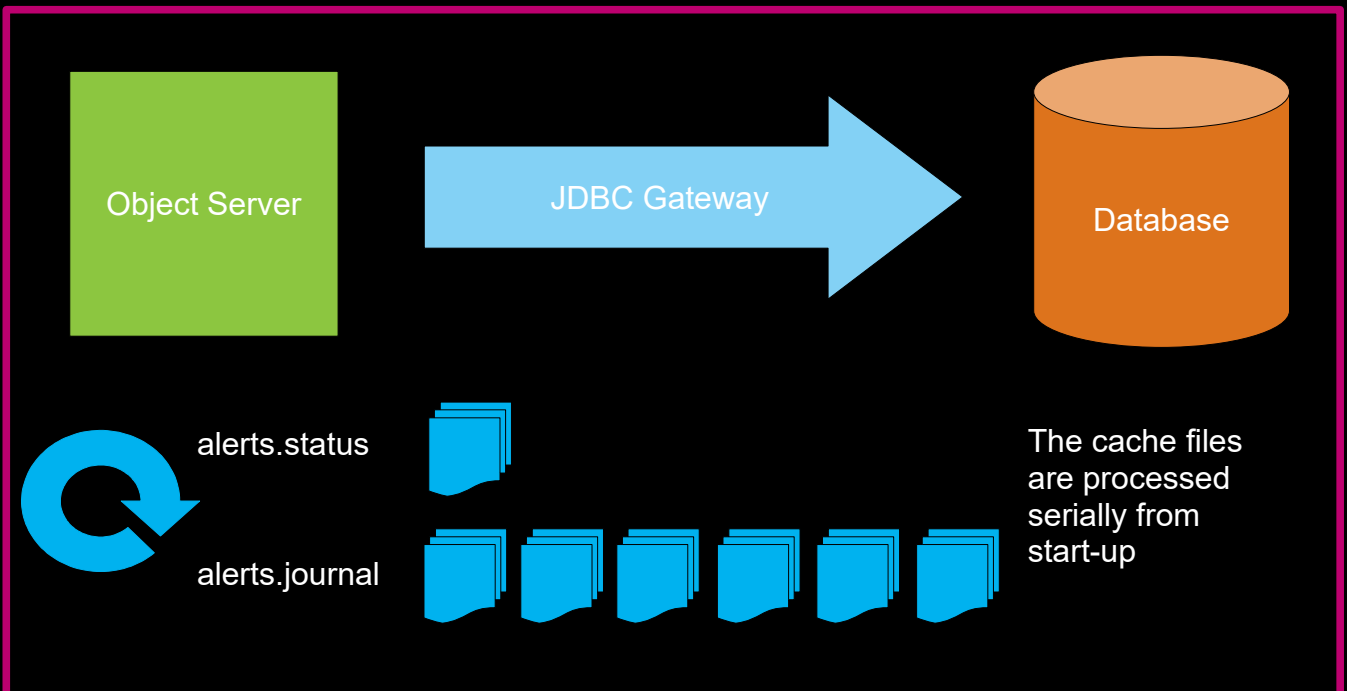 Object Server
JDBC Gateway
Database
alerts.status
alerts.journal
The cache files
are processed
serially from
start-up